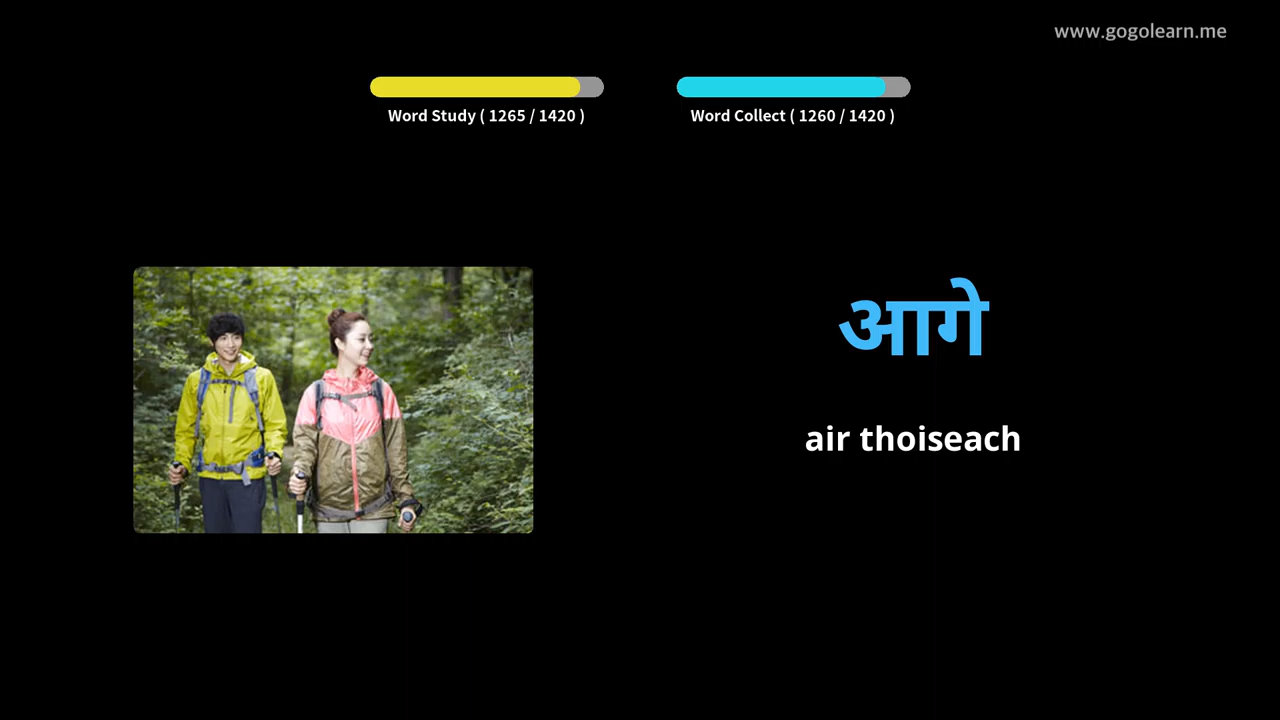 www.gogolearn.me
Word Study ( 1265 / 1420 )
Word Collect ( 1260 / 1420 )
आगे
air thoiseach